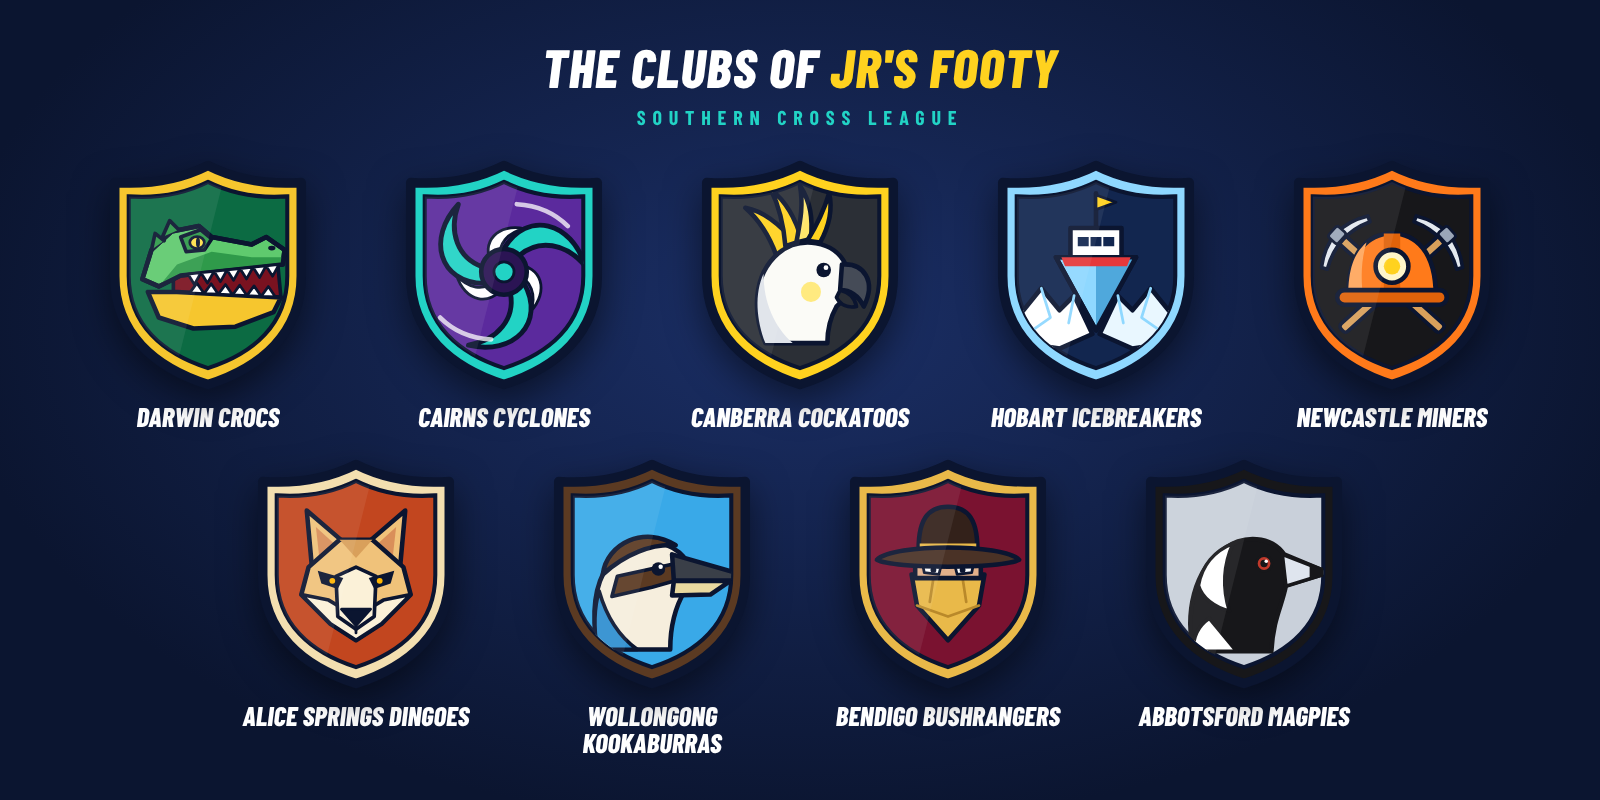 THE CLUBS OF JR'S FOOTY
SOUTHERN CROSS LEAGUE
DARWIN CROCS
CAIRNS CYCLONES
CANBERRA COCKATOOS
HOBART ICEBREAKERS
NEWCASTLE MINERS
ALICE SPRINGS DINGOES
WOLLONGONG
KOOKABURRAS
BENDIGO BUSHRANGERS
ABBOTSFORD MAGPIES